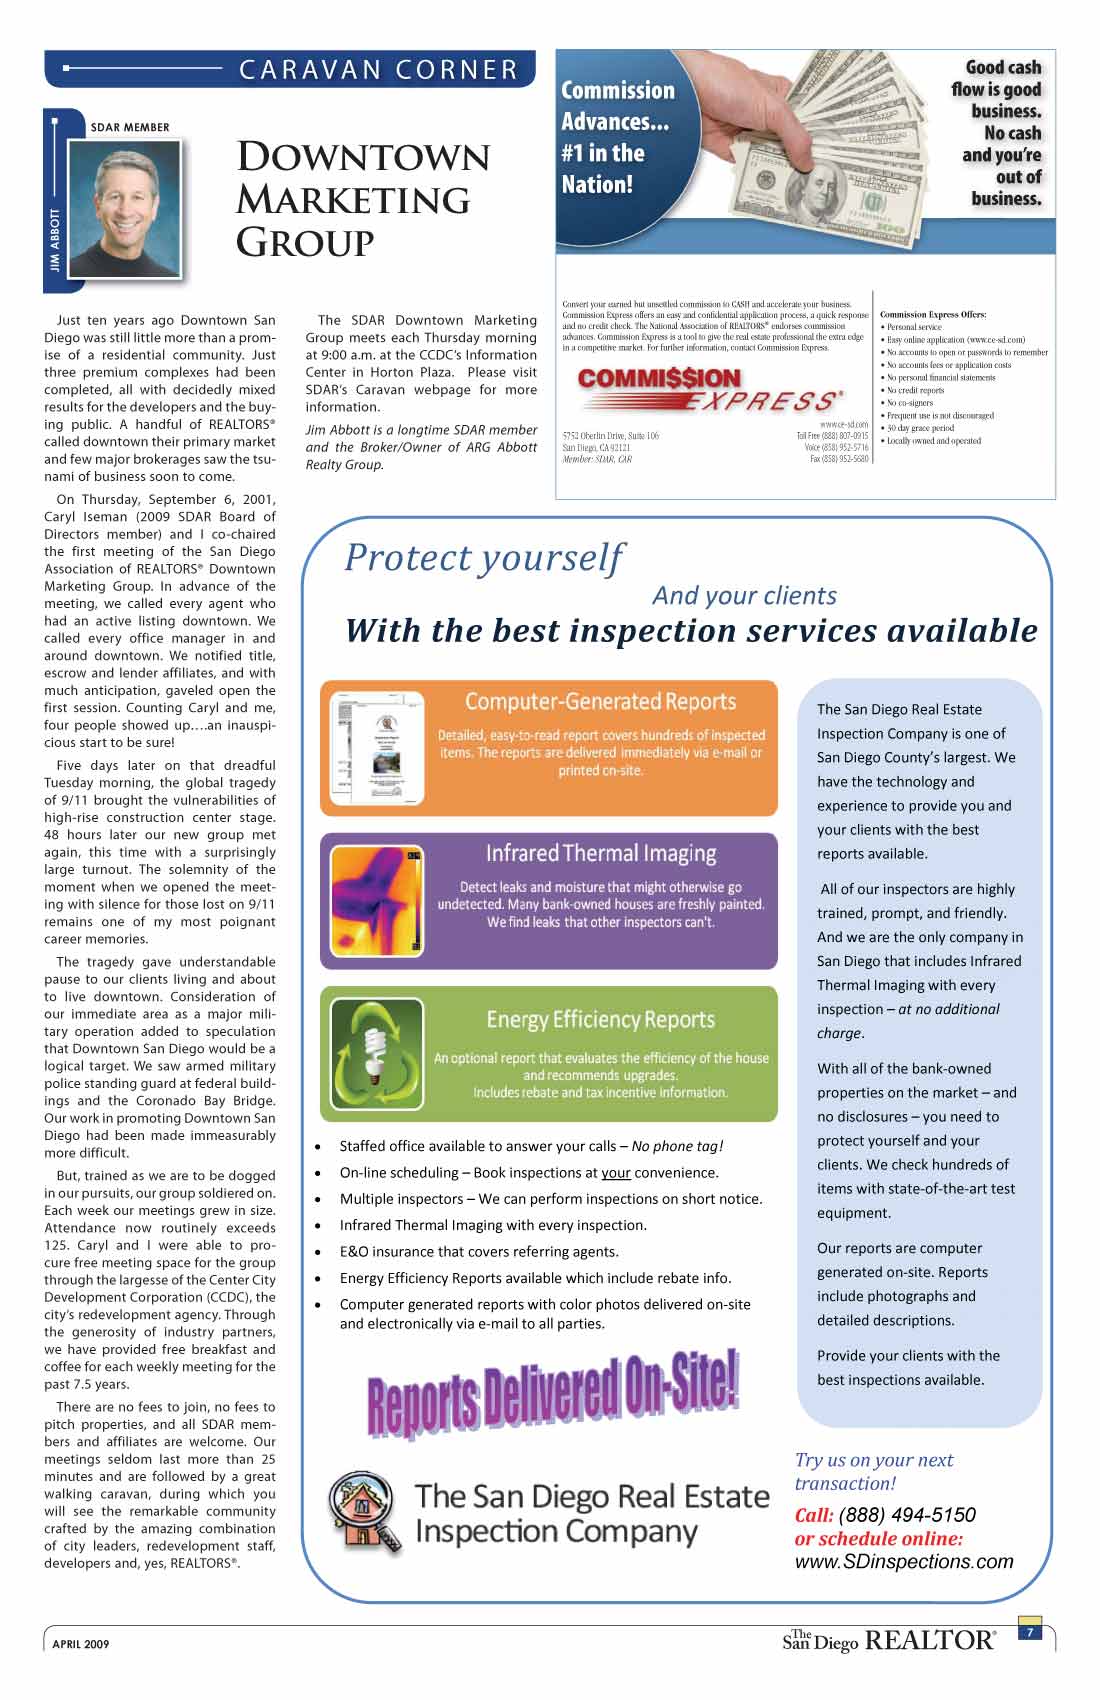 CARAVAN CORNER
SDAR MEMBER
JIM ABBOTT
DOWNTOWN
MARKETING
GROUP
Just ten years ago Downtown San
Diego was still little more than a prom-
ise of a residential community. Just
three premium complexes had been
completed, all with decidedly mixed
results for the developers and the buy-
ing public. A handful of REALTORS®
called downtown their primary market
and few major brokerages saw the tsu-
nami of business soon to come.
On Thursday, September 6, 2001,
Caryl Iseman (2009 SDAR Board of
Directors member) and I co-chaired
the first meeting of the San Diego
Association of REALTORS® Downtown
Marketing Group. In advance of the
meeting, we called every agent who
had an active listing downtown. We
called every office manager in and
around downtown. We notified title,
escrow and lender affiliates, and with
much anticipation, gaveled open the
first session. Counting Caryl and me,
four people showed up....an inauspi-
cious start to be sure!
Five days later on that dreadful
Tuesday morning, the global tragedy
of 9/11 brought the vulnerabilities of
high-rise construction center stage.
48 hours later our new group met
again, this time with a surprisingly
large turnout. The solemnity of the
moment when we opened the meet-
ing with silence for those lost on 9/11
remains one of my most poignant
career memories.
The tragedy gave understandable
pause to our clients living and about
to live downtown. Consideration of
our immediate area as a major mili-
tary operation added to speculation
that Downtown San Diego would be a
logical target. We saw armed military
police standing guard at federal build-
ings and the Coronado Bay Bridge.
Our work in promoting Downtown San
Diego had been made immeasurably
more difficult.
But, trained as we are to be dogged
in our pursuits, our group soldiered on.
Each week our meetings grew in size.
Attendance now routinely exceeds
125. Caryl and I were able to pro-
cure free meeting space for the group
through the largesse of the Center City
Development Corporation (CCDC), the
city's redevelopment agency. Through
the generosity of industry partners,
we have provided free breakfast and
coffee for each weekly meeting for the
past 7.5 years.
There are no fees to join, no fees to
pitch properties, and all SDAR mem-
bers and affiliates are welcome. Our
meetings seldom last more than 25
minutes and are followed by a great
walking caravan, during which you
will see the remarkable community
crafted by the amazing combination
of city leaders, redevelopment staff,
developers and, yes, REALTORS®.
The SDAR Downtown Marketing
Group meets each Thursday morning
at 9:00 a.m. at the CCDC's Information
Center in Horton Plaza. Please visit
SDAR's Caravan webpage for more
information.
Jim Abbott is a longtime SDAR member
and the Broker/Owner of ARG Abbott
Realty Group.
Commission
Advances...
#1 in the
Nation!
Good cash
flow is good
business.
No cash
and you're
out of
business.
Convert your earned but unsettled commission to CASH and accelerate your business.
Commission Express offers an easy and confidential application process, a quick response
and no credit check. The National Association of REALTORS® endorses commission
advances. Commission Express is a tool to give the real estate professional the extra edge
in a competitive market. For further information, contact Commission Express.
COMMI$$ION
EXPRESS®
www.ce-sd.com
5752 Oberlin Drive, Suite 106
Toll Free (888) 807-0915
San Diego, CA 92121
Voice (858) 952-5716
Member: SDAR, CAR
Fax (858) 952-5680
Commission Express Offers:
• Personal service
• Easy online application (www.ce-sd.com)
• No accounts to open or passwords to remember
• No accounts fees or application costs
• No personal financial statements
• No credit reports
• No co-signers
• Frequent use is not discouraged
• 30 day grace period
• Locally owned and operated
Protect yourself
And your clients
With the best inspection services available
Computer-Generated Reports
Detailed, easy-to-read report covers hundreds of inspected
items. The reports are delivered immediately via e-mail or
printed on-site.
Infrared Thermal Imaging
Detect leaks and moisture that might otherwise go
undetected. Many bank-owned houses are freshly painted.
We find leaks that other inspectors can't.
Energy Efficiency Reports
An optional report that evaluates the efficiency of the house
and recommends upgrades.
Includes rebate and tax incentive information.
• Staffed office available to answer your calls – No phone tag!
• On-line scheduling – Book inspections at your convenience.
• Multiple inspectors – We can perform inspections on short notice.
• Infrared Thermal Imaging with every inspection.
• E&O insurance that covers referring agents.
• Energy Efficiency Reports available which include rebate info.
• Computer generated reports with color photos delivered on-site
and electronically via e-mail to all parties.
Reports Delivered On-Site!
The San Diego Real Estate
Inspection Company
The San Diego Real Estate
Inspection Company is one of
San Diego County's largest. We
have the technology and
experience to provide you and
your clients with the best
reports available.
All of our inspectors are highly
trained, prompt, and friendly.
And we are the only company in
San Diego that includes Infrared
Thermal Imaging with every
inspection – at no additional
charge.
With all of the bank-owned
properties on the market – and
no disclosures – you need to
protect yourself and your
clients. We check hundreds of
items with state-of-the-art test
equipment.
Our reports are computer
generated on-site. Reports
include photographs and
detailed descriptions.
Provide your clients with the
best inspections available.
Try us on your next
transaction!
Call: (888) 494-5150
or schedule online:
www.SDinspections.com
APRIL 2009
The San Diego REALTOR®
7